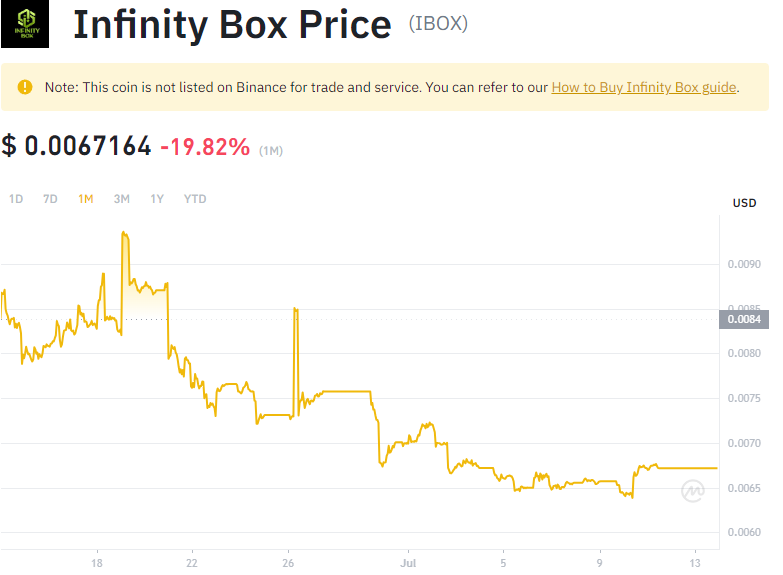 INFINITY
BOX
Infinity Box Price (IBOX)
Note: This coin is not listed on Binance for trade and service. You can refer to our How to Buy Infinity Box guide.
$ 0.0067164 -19.82% (1M)
1D 7D 1M 3M 1Y YTD
USD
0.0090
0.0085
0.0084
0.0080
0.0075
0.0070
0.0065
0.0060
18 22 26 Jul 5 9 13